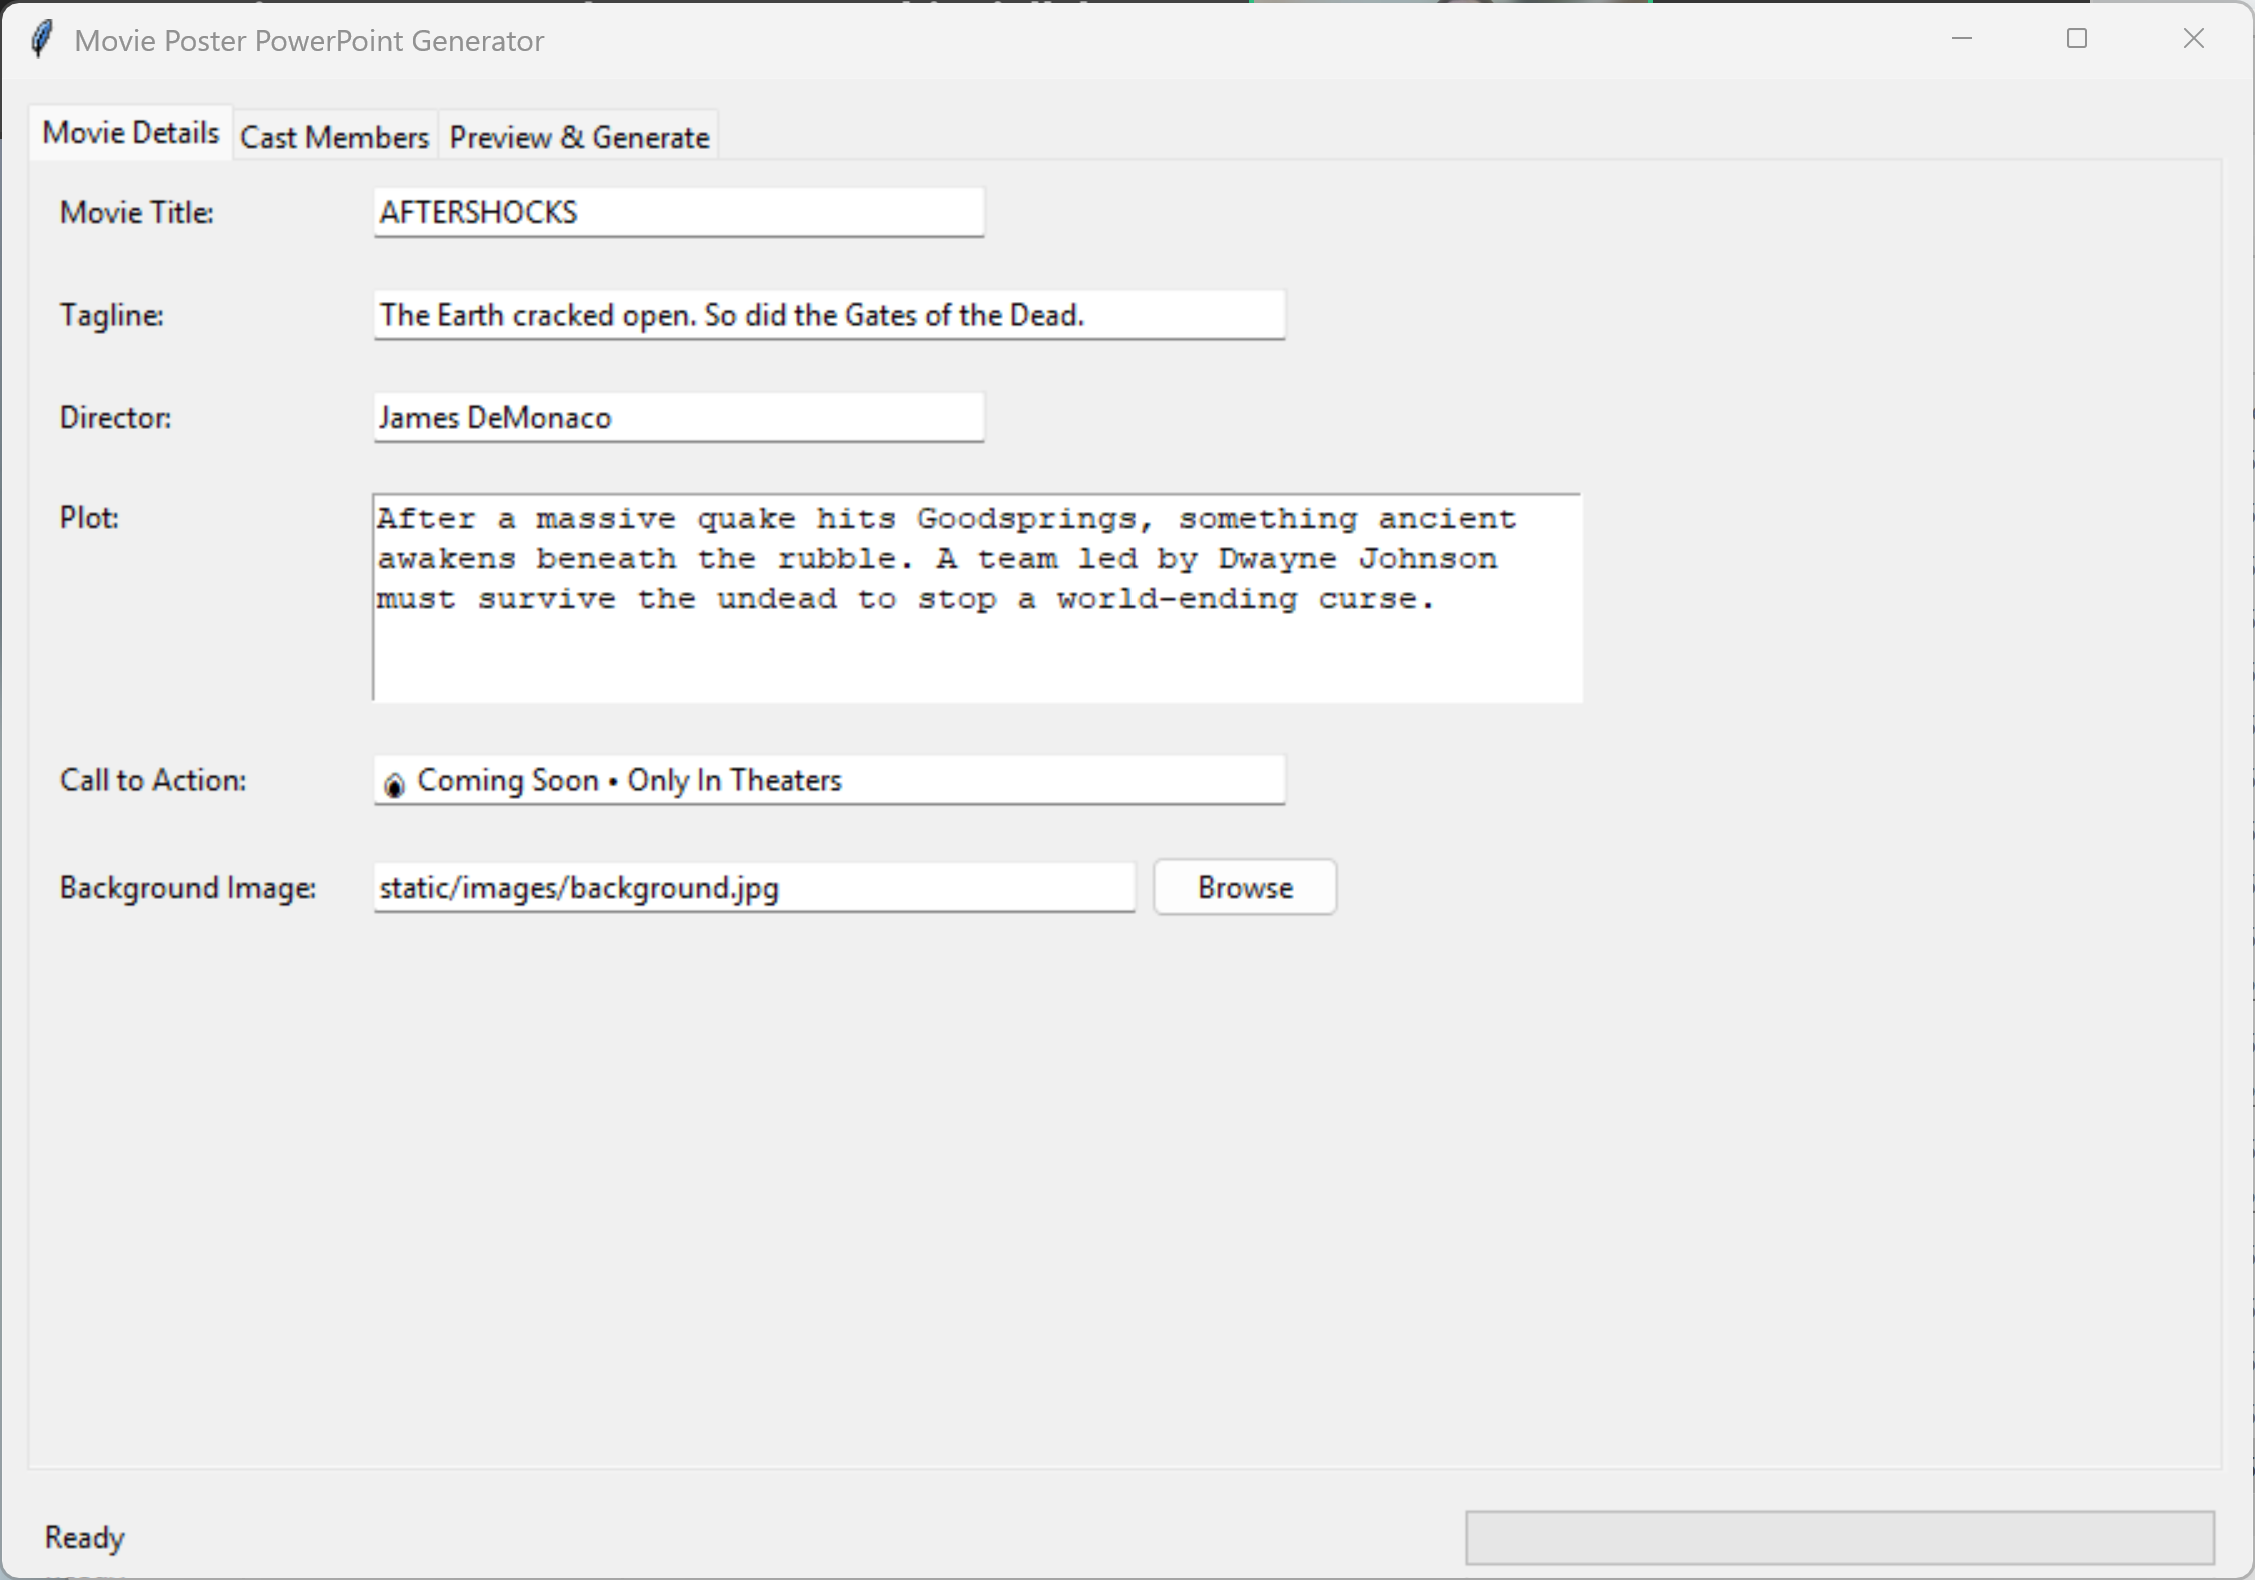 Movie Poster PowerPoint Generator
Movie Details
Cast Members
Preview & Generate
Movie Title:
AFTERSHOCKS
Tagline:
The Earth cracked open. So did the Gates of the Dead.
Director:
James DeMonaco
Plot:
After a massive quake hits Goodsprings, something ancient
awakens beneath the rubble. A team led by Dwayne Johnson
must survive the undead to stop a world-ending curse.
Call to Action:
Coming Soon • Only In Theaters
Background Image:
static/images/background.jpg
Browse
Ready